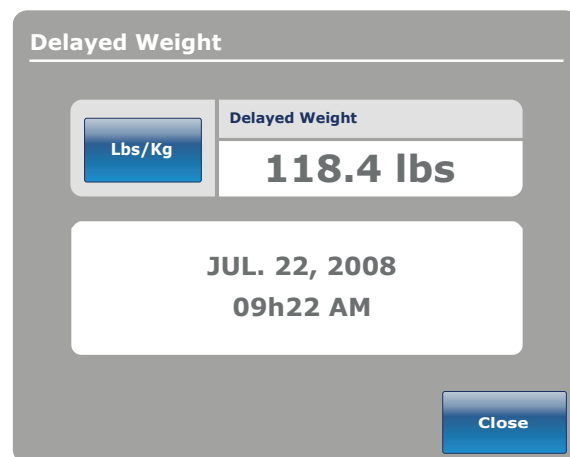 Delayed Weight
Lbs/Kg
Delayed Weight
118.4 lbs
JUL. 22, 2008
09h22 AM
Close